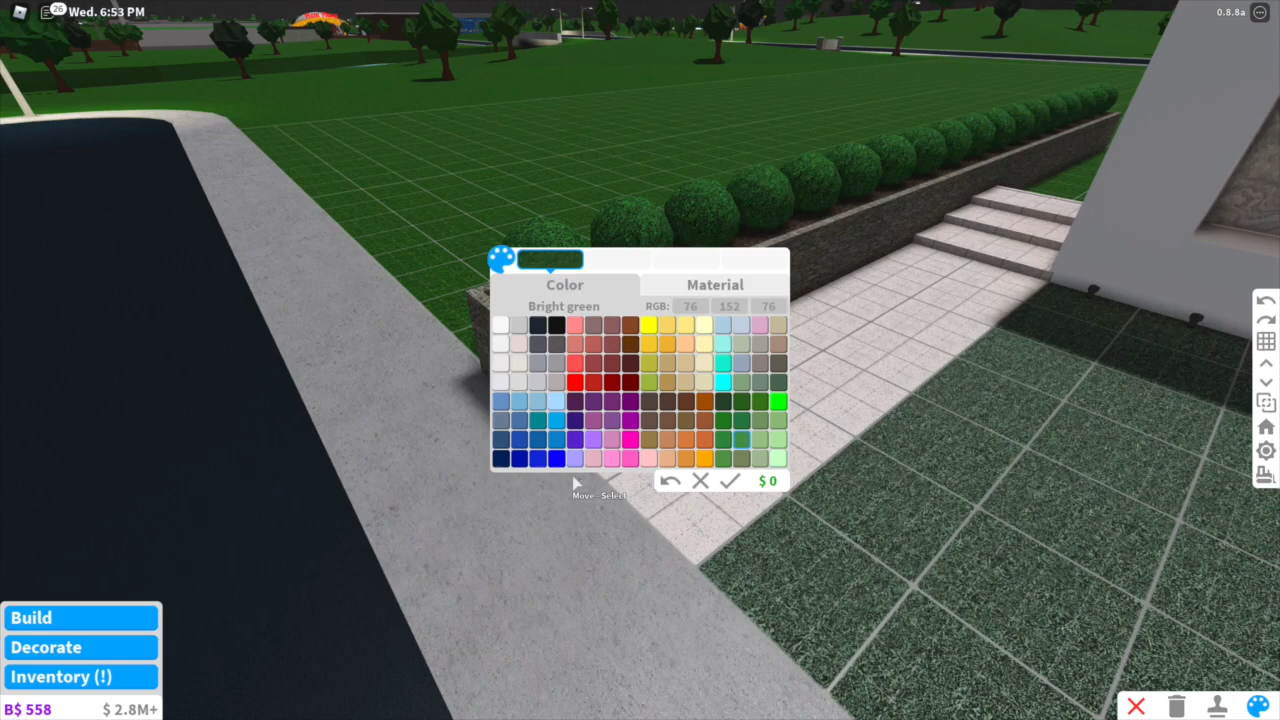 26 Wed. 6:53 PM
0.8.8a
Color
Material
Bright green
RGB: 76 152 76
$ 0
Move - Select
Build
Decorate
Inventory (!)
B$ 558
$ 2.8M+